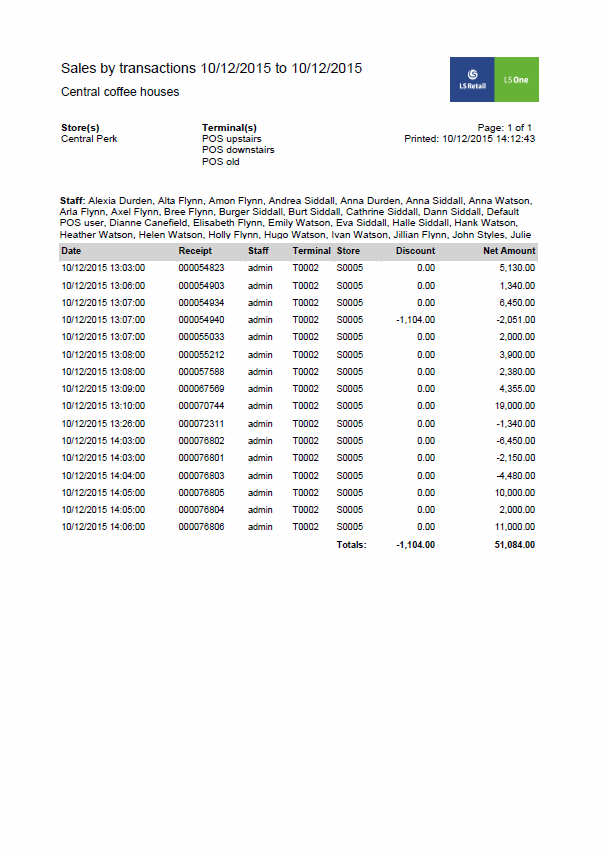 Sales by transactions 10/12/2015 to 10/12/2015
Central coffee houses
LS Retail
LS One
Store(s) Terminal(s) Page: 1 of 1
Central Perk POS upstairs Printed: 10/12/2015 14:12:43
POS downstairs
POS old
Staff: Alexia Durden, Alta Flynn, Amon Flynn, Andrea Siddall, Anna Durden, Anna Siddall, Anna Watson,
Arla Flynn, Axel Flynn, Bree Flynn, Burger Siddall, Burt Siddall, Cathrine Siddall, Dann Siddall, Default
POS user, Dianne Canefield, Elisabeth Flynn, Emily Watson, Eva Siddall, Halle Siddall, Hank Watson,
Heather Watson, Helen Watson, Holly Flynn, Hugo Watson, Ivan Watson, Jillian Flynn, John Styles, Julie
Date Receipt Staff Terminal Store Discount Net Amount
10/12/2015 13:03:00 000054823 admin T0002 S0005 0.00 5,130.00
10/12/2015 13:06:00 000054903 admin T0002 S0005 0.00 1,340.00
10/12/2015 13:07:00 000054934 admin T0002 S0005 0.00 6,450.00
10/12/2015 13:07:00 000054940 admin T0002 S0005 -1,104.00 -2,051.00
10/12/2015 13:07:00 000055033 admin T0002 S0005 0.00 2,000.00
10/12/2015 13:08:00 000055212 admin T0002 S0005 0.00 3,900.00
10/12/2015 13:08:00 000057588 admin T0002 S0005 0.00 2,380.00
10/12/2015 13:09:00 000067569 admin T0002 S0005 0.00 4,355.00
10/12/2015 13:10:00 000070744 admin T0002 S0005 0.00 19,000.00
10/12/2015 13:26:00 000072311 admin T0002 S0005 0.00 -1,340.00
10/12/2015 14:03:00 000076802 admin T0002 S0005 0.00 -6,450.00
10/12/2015 14:03:00 000076801 admin T0002 S0005 0.00 -2,150.00
10/12/2015 14:04:00 000076803 admin T0002 S0005 0.00 -4,480.00
10/12/2015 14:05:00 000076805 admin T0002 S0005 0.00 10,000.00
10/12/2015 14:05:00 000076804 admin T0002 S0005 0.00 2,000.00
10/12/2015 14:06:00 000076806 admin T0002 S0005 0.00 11,000.00
Totals: -1,104.00 51,084.00